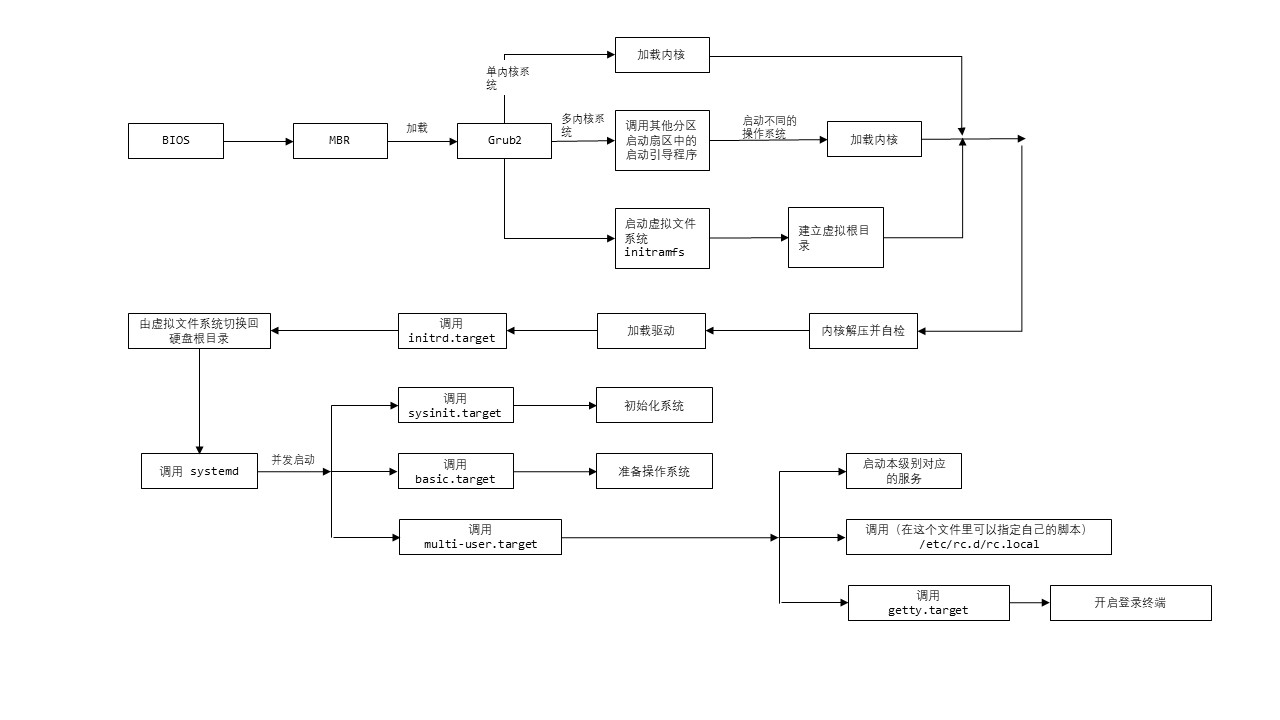 加载内核
单内核系
统
多内核系
统
调用其他分区
启动扇区中的
启动引导程序
启动不同的
操作系统
BIOS
MBR
加载
Grub2
加载内核
启动虚拟文件
系统
initramfs
建立虚拟根目
录
由虚拟文件系统切换回
硬盘根目录
调用
initrd.target
加载驱动
内核解压并自检
调用
sysinit.target
初始化系统
调用 systemd
并发启动
调用
basic.target
准备操作系统
启动本级别对应
的服务
调用
multi-user.target
调用（在这个文件里可以指定自己的脚本）
/etc/rc.d/rc.local
调用
getty.target
开启登录终端